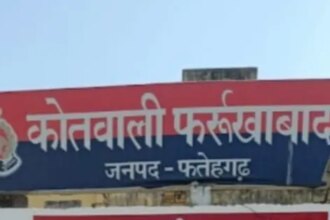 कोतवाली फर्रूखाबाद
जनपद - फतेहगढ़